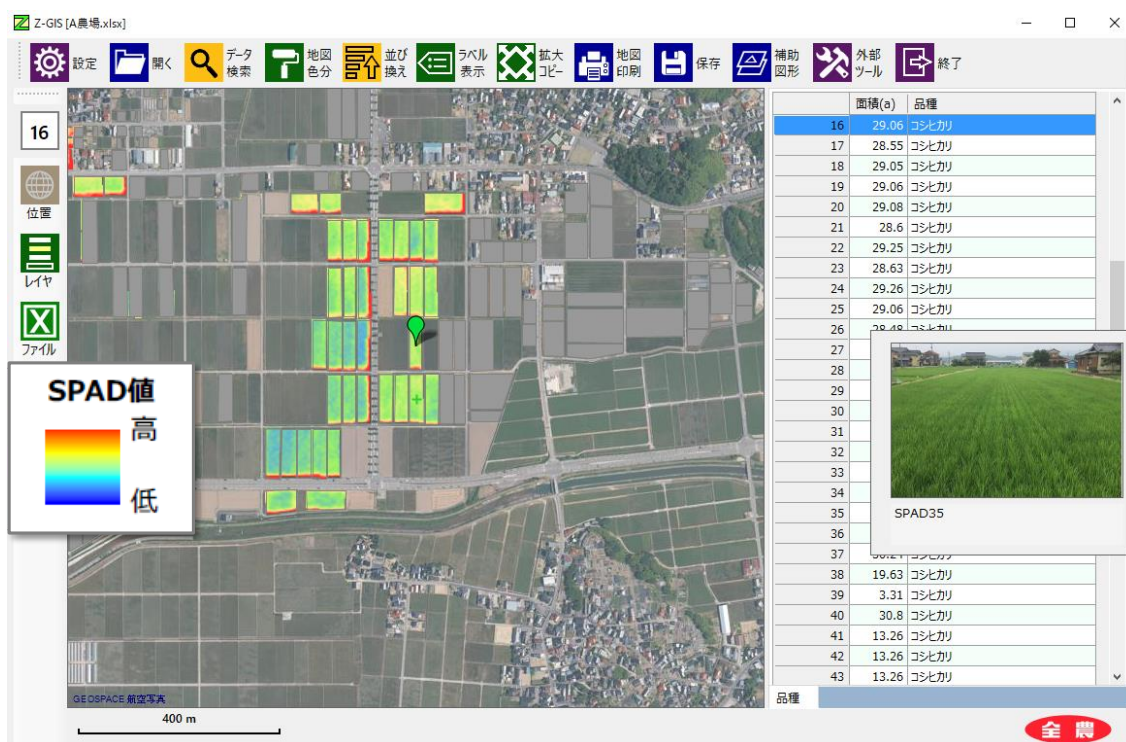 Z-GIS [A農場.xlsx]
設定
開く
データ
検索
地図
色分
並び
換え
ラベル
表示
拡大
コピー
地図
印刷
保存
補助
図形
外部
ツール
終了
16
位置
レイヤ
ファイル
SPAD値
高
低
面積(a) 品種
16 29.06 コシヒカリ
17 28.55 コシヒカリ
18 29.05 コシヒカリ
19 29.06 コシヒカリ
20 29.08 コシヒカリ
21 28.6 コシヒカリ
22 29.25 コシヒカリ
23 28.63 コシヒカリ
24 29.26 コシヒカリ
25 29.06 コシヒカリ
26 28.48 コシヒカリ
27
28
29
30
31
32
33
34
35
36
37
SPAD35
38 19.63 コシヒカリ
39 3.31 コシヒカリ
40 30.8 コシヒカリ
41 13.26 コシヒカリ
42 13.26 コシヒカリ
43 13.26 コシヒカリ
品種
GEOSPACE 航空写真
400 m
全農